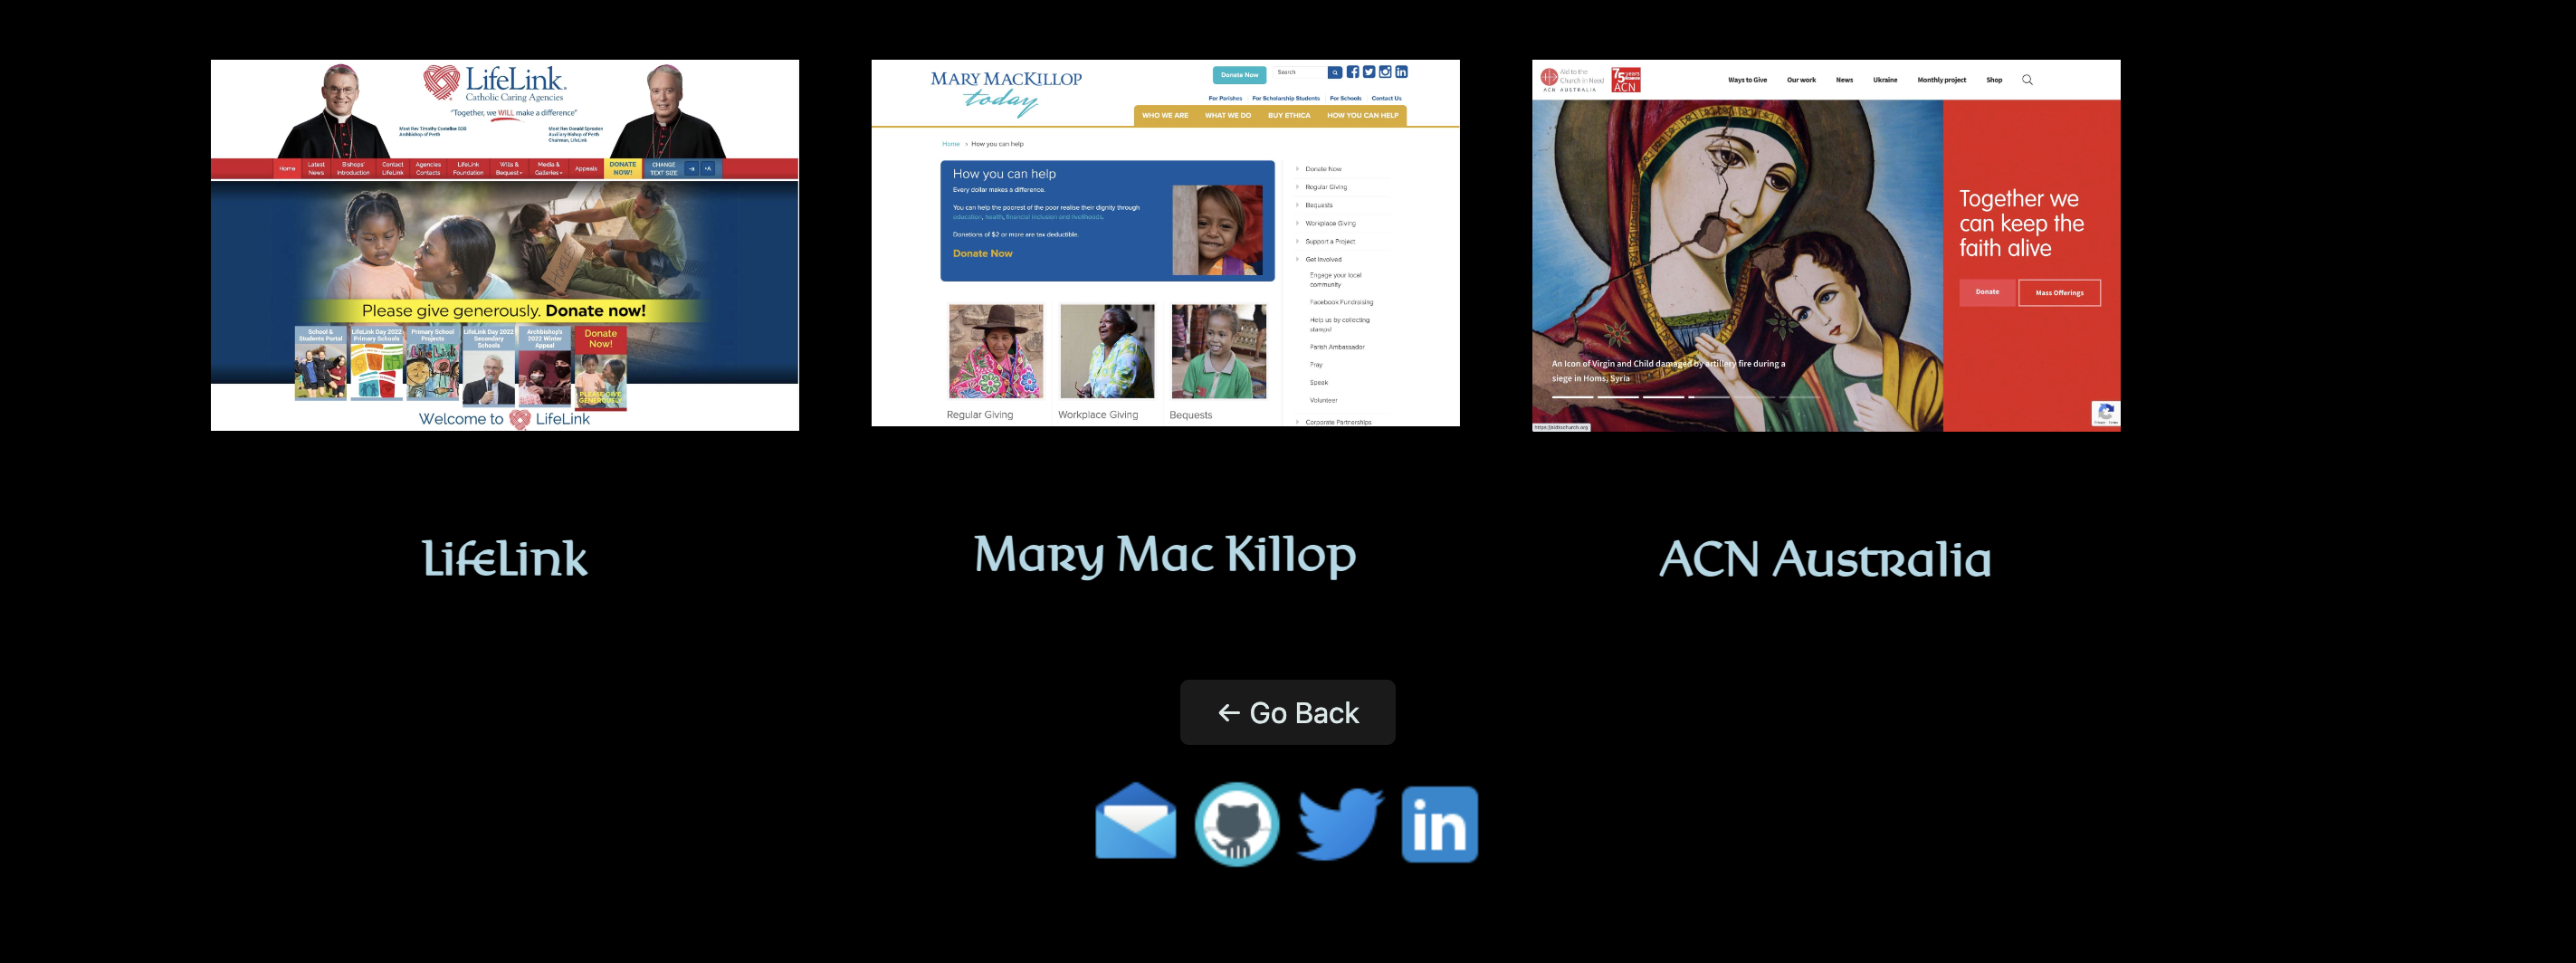 LifeLink
Catholic Caring Agencies
"Together, we WILL make a difference"
Most Rev Timothy Costelloe SDB
Archbishop of Perth
Most Rev Donald Sproxton
Auxiliary Bishop of Perth
Chairman, LifeLink
Home
Latest News
Bishops' Introduction
Contact LifeLink
Agencies Contacts
LifeLink Foundation
Wills & Bequest
Media & Galleries
Appeals
DONATE NOW!
CHANGE TEXT SIZE
-A
+A
Please give generously. Donate now!
School & Students Portal
LifeLink Day 2022 Primary Schools
Primary School Projects
LifeLink Day 2022 Secondary Schools
Archbishop's 2022 Winter Appeal
Donate Now!
PLEASE GIVE GENEROUSLY
Welcome to LifeLink
MARY MACKILLOP
today
Donate Now
Search
For Parishes
For Scholarship Students
For Schools
Contact Us
WHO WE ARE
WHAT WE DO
BUY ETHICA
HOW YOU CAN HELP
Home > How you can help
How you can help
Every dollar makes a difference.
You can help the poorest of the poor realise their dignity through
education, health, financial inclusion and livelihoods.
Donations of $2 or more are tax deductible.
Donate Now
Regular Giving
Workplace Giving
Bequests
Donate Now
Regular Giving
Bequests
Workplace Giving
Support a Project
Get Involved
Engage your local
community
Facebook Fundraising
Help us by collecting
stamps!
Parish Ambassador
Pray
Speak
Volunteer
Corporate Partnerships
Aid to the
Church in Need
ACN AUSTRALIA
75 years
ACN
Ways to Give
Our work
News
Ukraine
Monthly project
Shop
Together we
can keep the
faith alive
Donate
Mass Offerings
An Icon of Virgin and Child damaged by artillery fire during a
siege in Homs, Syria
LifeLink
Mary Mac Killop
ACN Australia
← Go Back
in